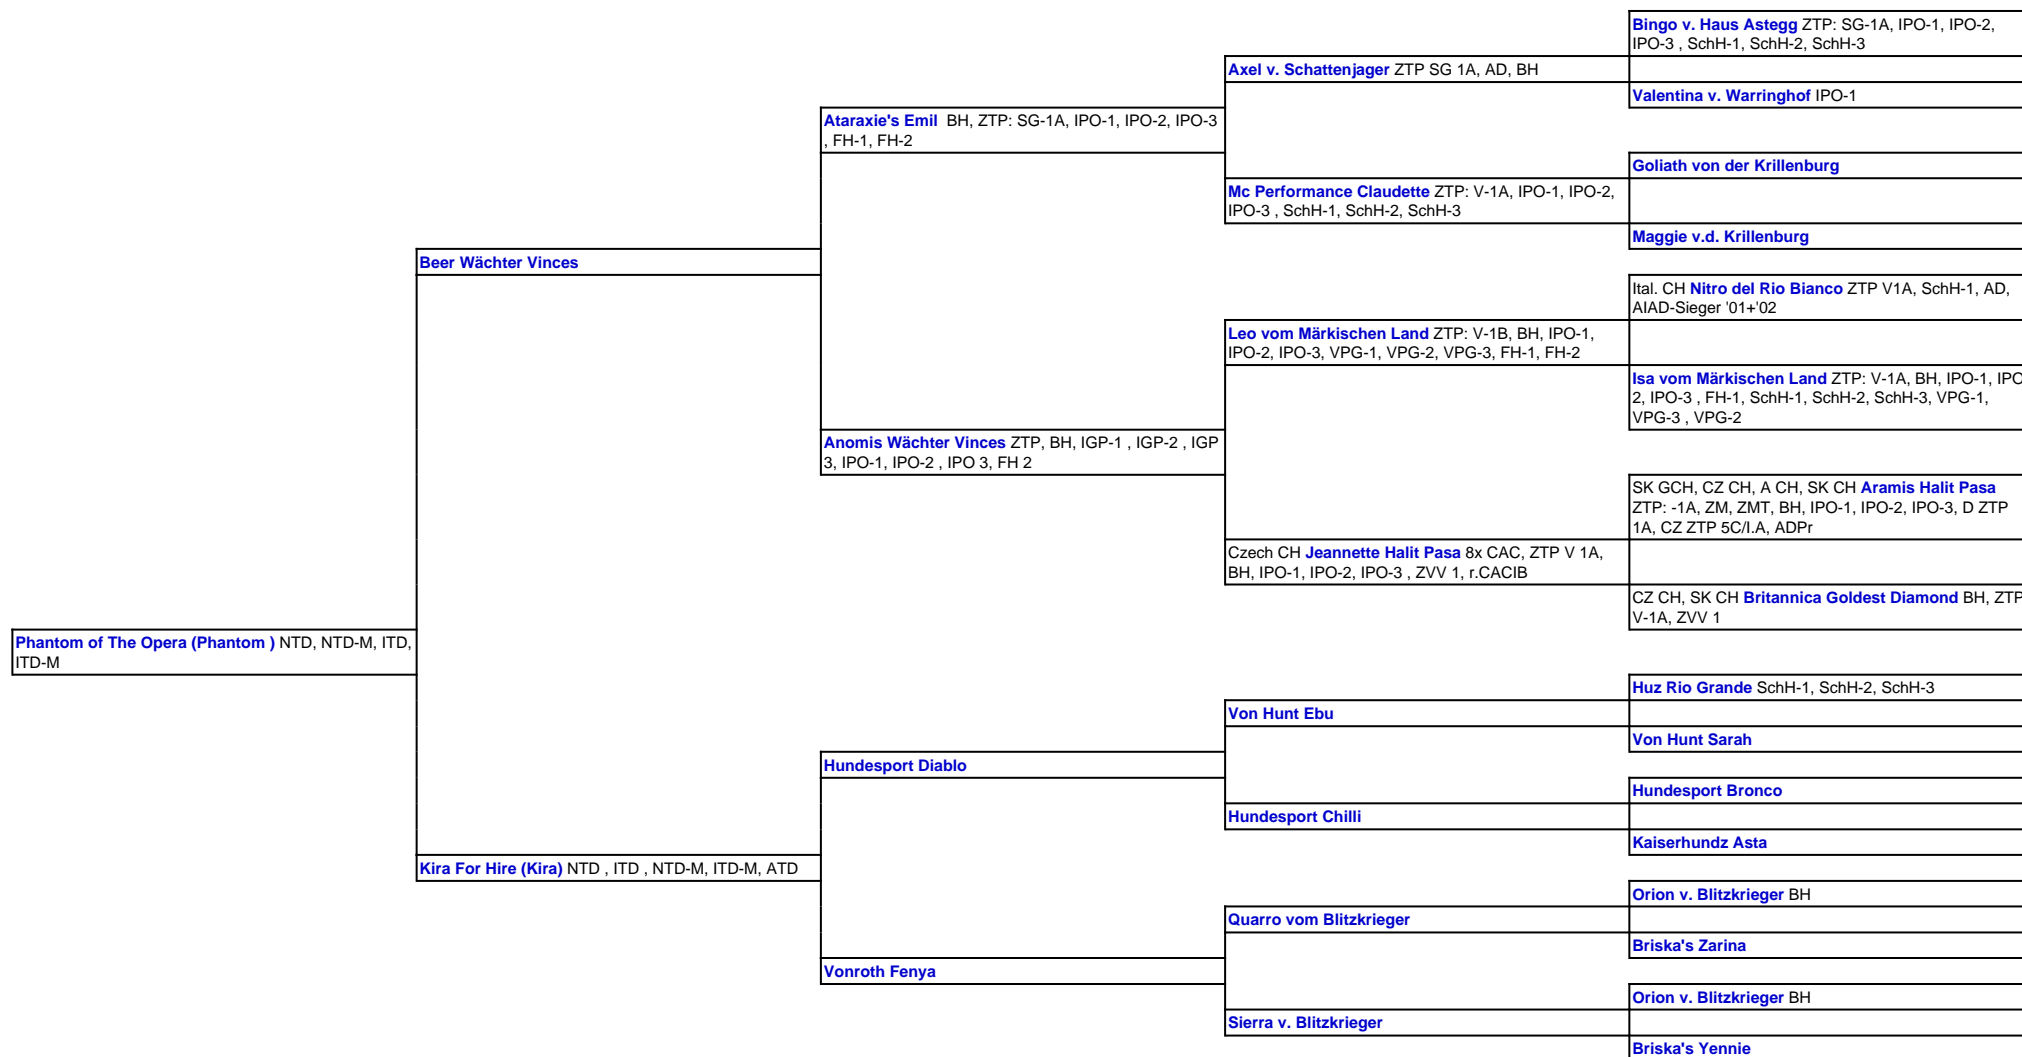 Bingo v. Haus Astegg ZTP: SG-1A, IPO-1, IPO-2,
IPO-3 , SchH-1, SchH-2, SchH-3
Axel v. Schattenjager ZTP SG 1A, AD, BH
Valentina v. Warringhof IPO-1
Ataraxie's Emil BH, ZTP: SG-1A, IPO-1, IPO-2, IPO-3
, FH-1, FH-2
Goliath von der Krillenburg
Mc Performance Claudette ZTP: V-1A, IPO-1, IPO-2,
IPO-3 , SchH-1, SchH-2, SchH-3
Maggie v.d. Krillenburg
Beer Wächter Vinces
Ital. CH Nitro del Rio Bianco ZTP V1A, SchH-1, AD,
AIAD-Sieger '01+'02
Leo vom Märkischen Land ZTP: V-1B, BH, IPO-1,
IPO-2, IPO-3, VPG-1, VPG-2, VPG-3, FH-1, FH-2
Isa vom Märkischen Land ZTP: V-1A, BH, IPO-1, IPO
2, IPO-3 , FH-1, SchH-1, SchH-2, SchH-3, VPG-1,
VPG-3 , VPG-2
Anomis Wächter Vinces ZTP, BH, IGP-1 , IGP-2 , IGP
3, IPO-1, IPO-2 , IPO 3, FH 2
SK GCH, CZ CH, A CH, SK CH Aramis Halit Pasa
ZTP: -1A, ZM, ZMT, BH, IPO-1, IPO-2, IPO-3, D ZTP
1A, CZ ZTP 5C/I.A, ADPr
Czech CH Jeannette Halit Pasa 8x CAC, ZTP V 1A,
BH, IPO-1, IPO-2, IPO-3 , ZVV 1, r.CACIB
CZ CH, SK CH Britannica Goldest Diamond BH, ZTP
V-1A, ZVV 1
Phantom of The Opera (Phantom ) NTD, NTD-M, ITD,
ITD-M
Huz Rio Grande SchH-1, SchH-2, SchH-3
Von Hunt Ebu
Von Hunt Sarah
Hundesport Diablo
Hundesport Bronco
Hundesport Chilli
Kaiserhundz Asta
Kira For Hire (Kira) NTD , ITD , NTD-M, ITD-M, ATD
Orion v. Blitzkrieger BH
Quarro vom Blitzkrieger
Briska's Zarina
Vonroth Fenya
Orion v. Blitzkrieger BH
Sierra v. Blitzkrieger
Briska's Yennie